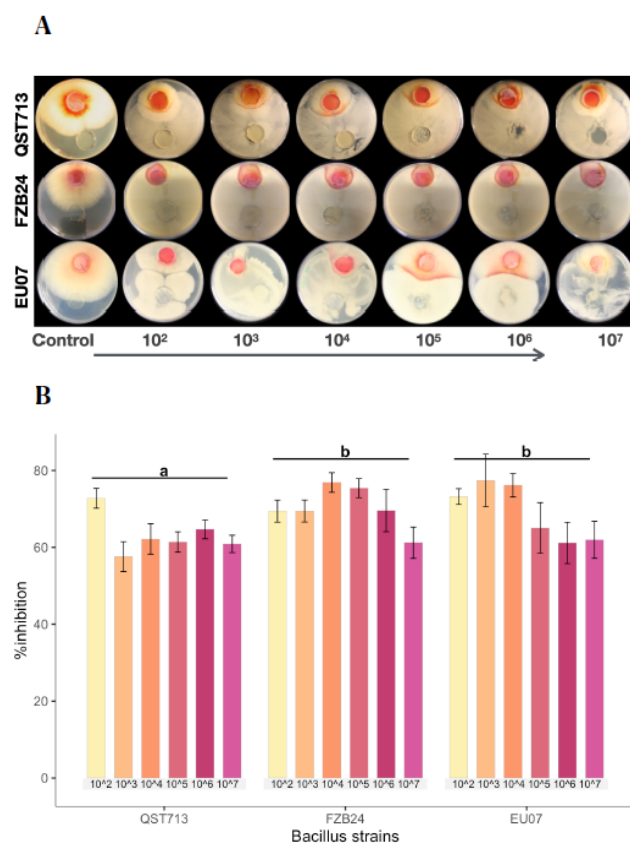 A
QST713
FZB24
EU07
Control 10² 10³ 10⁴ 10⁵ 10⁶ 10⁷
B
a b b
80
60
40
20
0
%inhibition
10^2 10^3 10^4 10^5 10^6 10^7 10^2 10^3 10^4 10^5 10^6 10^7 10^2 10^3 10^4 10^5 10^6 10^7
QST713 FZB24 EU07
Bacillus strains